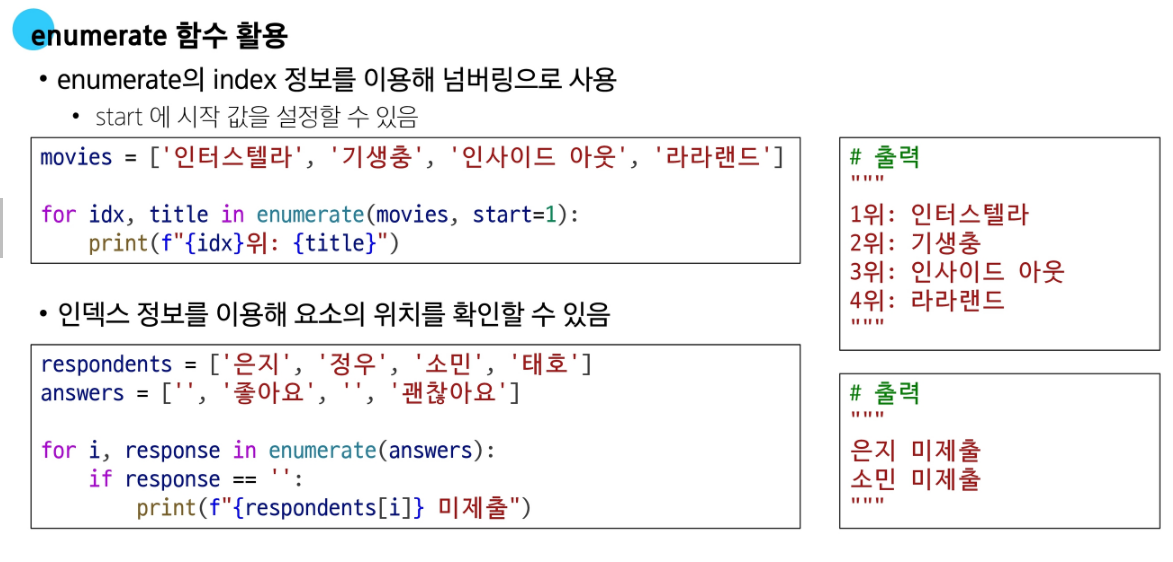 enumerate 함수 활용
• enumerate의 index 정보를 이용해 넘버링으로 사용
• start 에 시작 값을 설정할 수 있음
movies = ['인터스텔라', '기생충', '인사이드 아웃', '라라랜드']
for idx, title in enumerate(movies, start=1):
    print(f"{idx}위: {title}")
# 출력
"""
1위: 인터스텔라
2위: 기생충
3위: 인사이드 아웃
4위: 라라랜드
"""
• 인덱스 정보를 이용해 요소의 위치를 확인할 수 있음
respondents = ['은지', '정우', '소민', '태호']
answers = ['', '좋아요', '', '괜찮아요']
for i, response in enumerate(answers):
    if response == '':
        print(f"{respondents[i]} 미제출")
# 출력
"""
은지 미제출
소민 미제출
"""